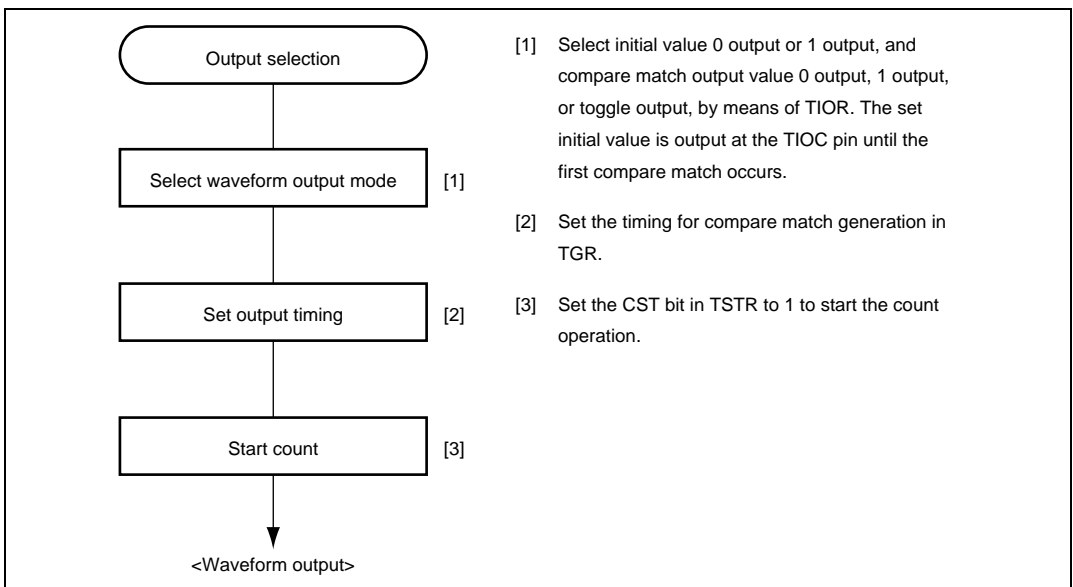 Output selection
Select waveform output mode [1]
Set output timing [2]
Start count [3]
<Waveform output>
[1] Select initial value 0 output or 1 output, and
compare match output value 0 output, 1 output,
or toggle output, by means of TIOR. The set
initial value is output at the TIOC pin until the
first compare match occurs.
[2] Set the timing for compare match generation in
TGR.
[3] Set the CST bit in TSTR to 1 to start the count
operation.